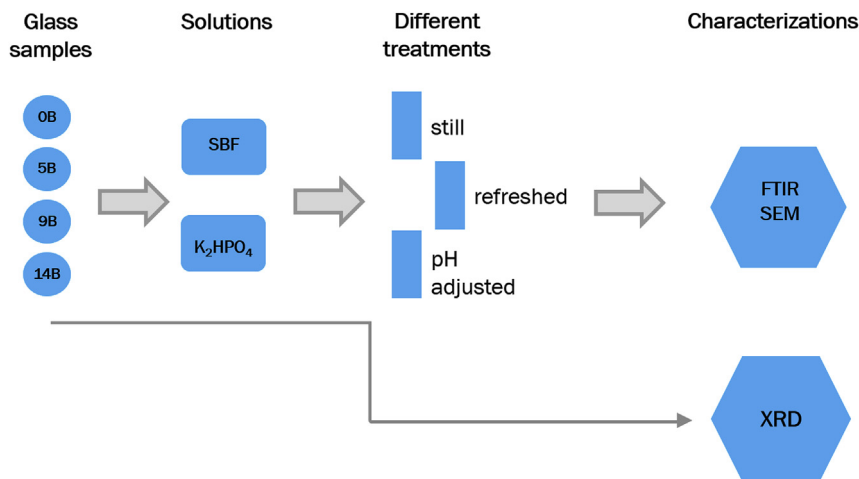 Glass
samples
Solutions
Different
treatments
Characterizations
0B
5B
9B
14B
SBF
K₂HPO₄
still
refreshed
pH
adjusted
FTIR
SEM
XRD